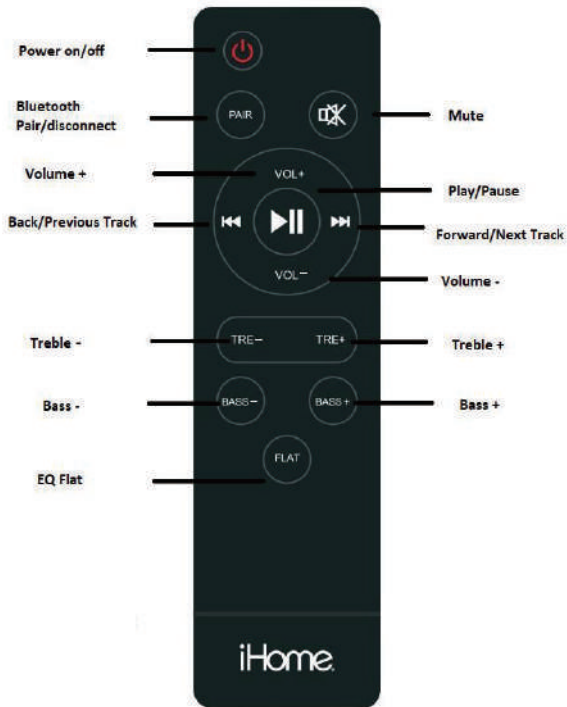 Power on/off
Bluetooth
Pair/disconnect
PAIR
Mute
Volume +
VOL+
Play/Pause
Back/Previous Track
Forward/Next Track
VOL−
Volume -
Treble -
TRE−
TRE+
Treble +
Bass -
BASS−
BASS+
Bass +
FLAT
EQ Flat
iHome